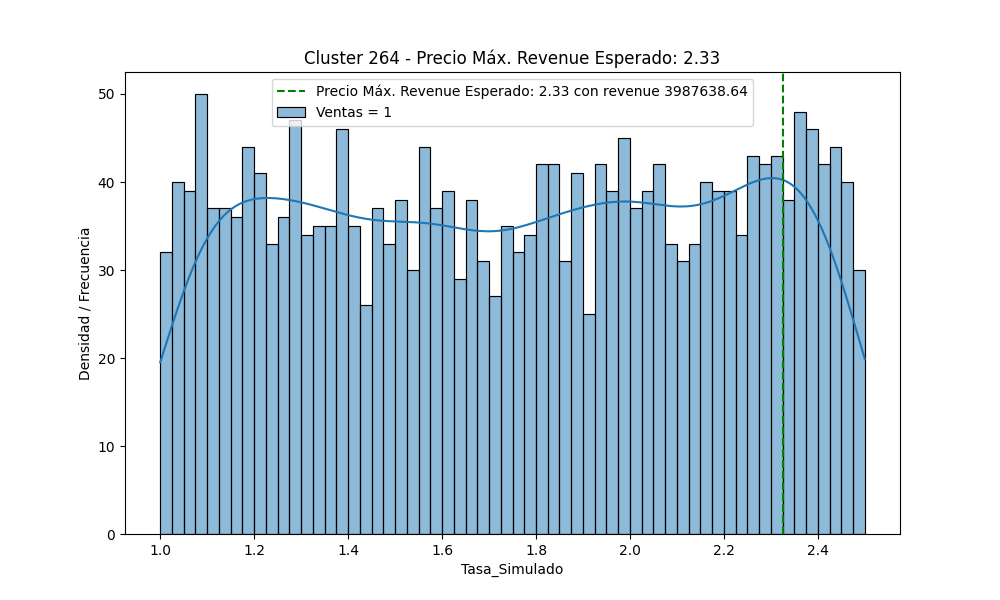 Cluster 264 - Precio Máx. Revenue Esperado: 2.33
Precio Máx. Revenue Esperado: 2.33 con revenue 3987638.64
Ventas = 1
Densidad / Frecuencia
50
40
30
20
10
0
1.0 1.2 1.4 1.6 1.8 2.0 2.2 2.4
Tasa_Simulado